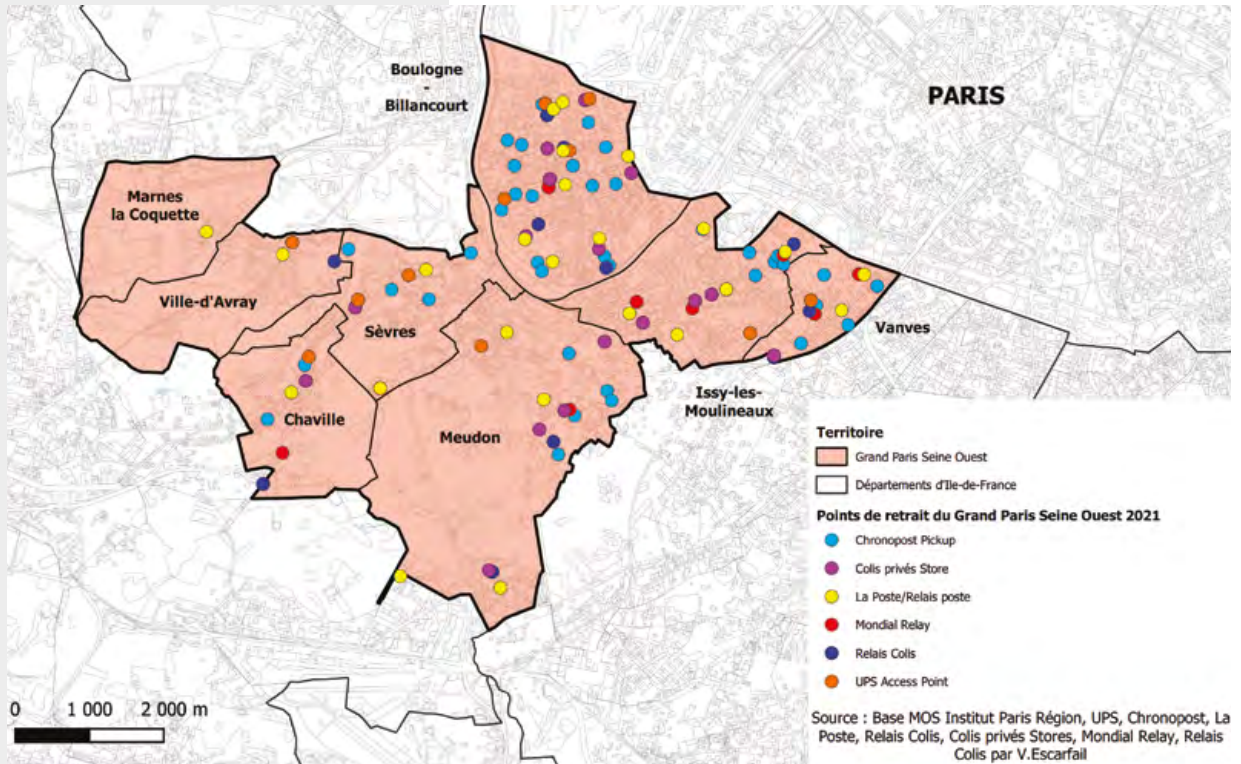 Boulogne
-
Billancourt
PARIS
Marnes
la Coquette
Ville-d'Avray
Sèvres
Vanves
Issy-les-
Moulineaux
Chaville
Meudon
Territoire
Grand Paris Seine Ouest
Départements d'Ile-de-France
Points de retrait du Grand Paris Seine Ouest 2021
Chronopost Pickup
Colis privés Store
La Poste/Relais poste
Mondial Relay
Relais Colis
UPS Access Point
0 1 000 2 000 m
Source : Base MOS Institut Paris Région, UPS, Chronopost, La
Poste, Relais Colis, Colis privés Stores, Mondial Relay, Relais
Colis par V.Escarfail